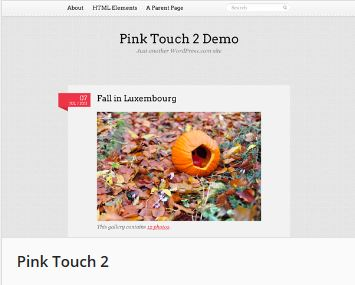 About HTML Elements A Parent Page Search
Pink Touch 2 Demo
Just another WordPress.com site
07
Fall in Luxembourg
This gallery contains 12 photos.
Pink Touch 2